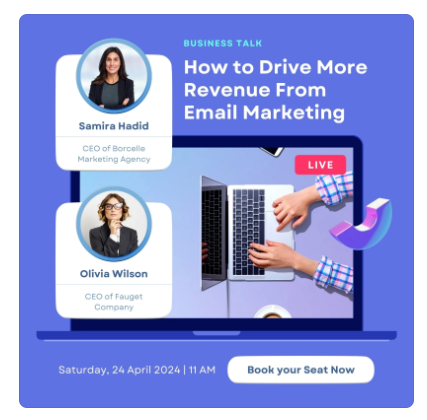 BUSINESS TALK
How to Drive More
Revenue From
Email Marketing
Samira Hadid
CEO of Borcelle
Marketing Agency
LIVE
Olivia Wilson
CEO of Fauget
Company
Saturday, 24 April 2024 | 11 AM
Book your Seat Now